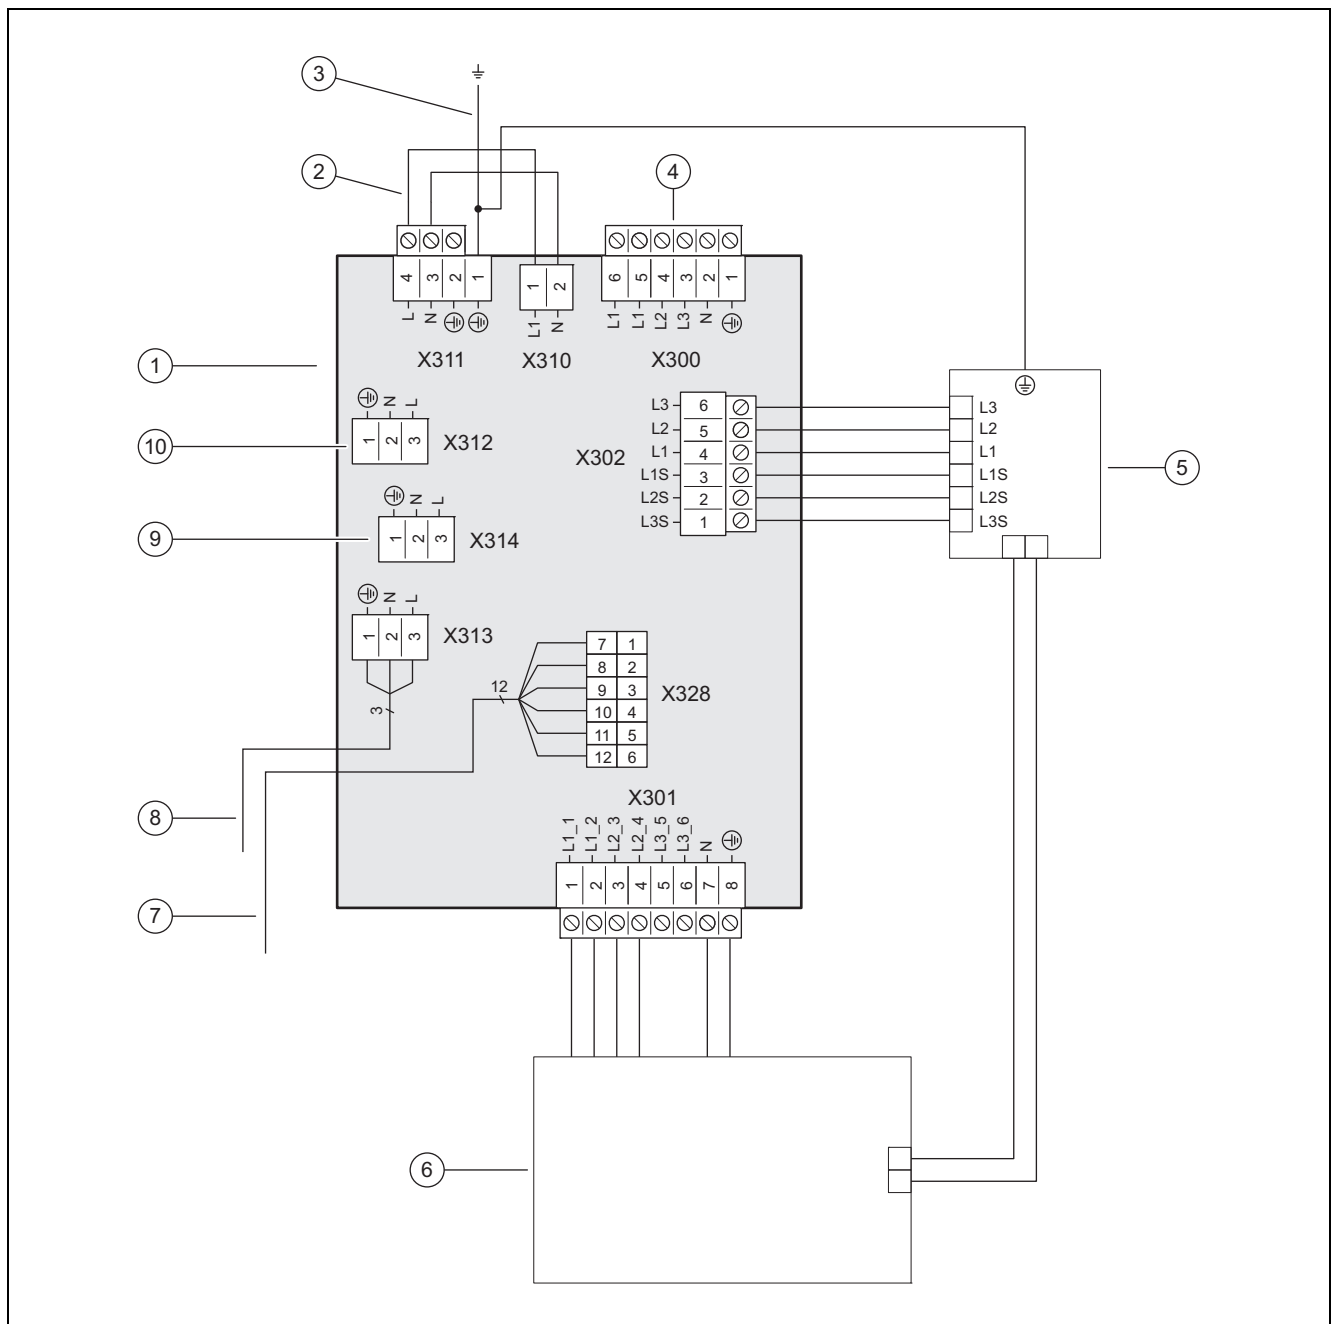 3
2
4
4 3 2 1
L N
X311
1 2
L1 N
X310
6 5 4 3 2 1
L1 L1 L2 L3 N
X300
1
N L
1 2 3
X312
10
N L
1 2 3
X314
9
N L
1 2 3
X313
3
X302
L3 6
L2 5
L1 4
L1S 3
L2S 2
L3S 1
L3
L2
L1
L1S
L2S
L3S
5
12
7 1
8 2
9 3
10 4
11 5
12 6
X328
8
7
X301
L1_1 L1_2 L2_3 L2_4 L3_5 L3_6 N
1 2 3 4 5 6 7 8
6